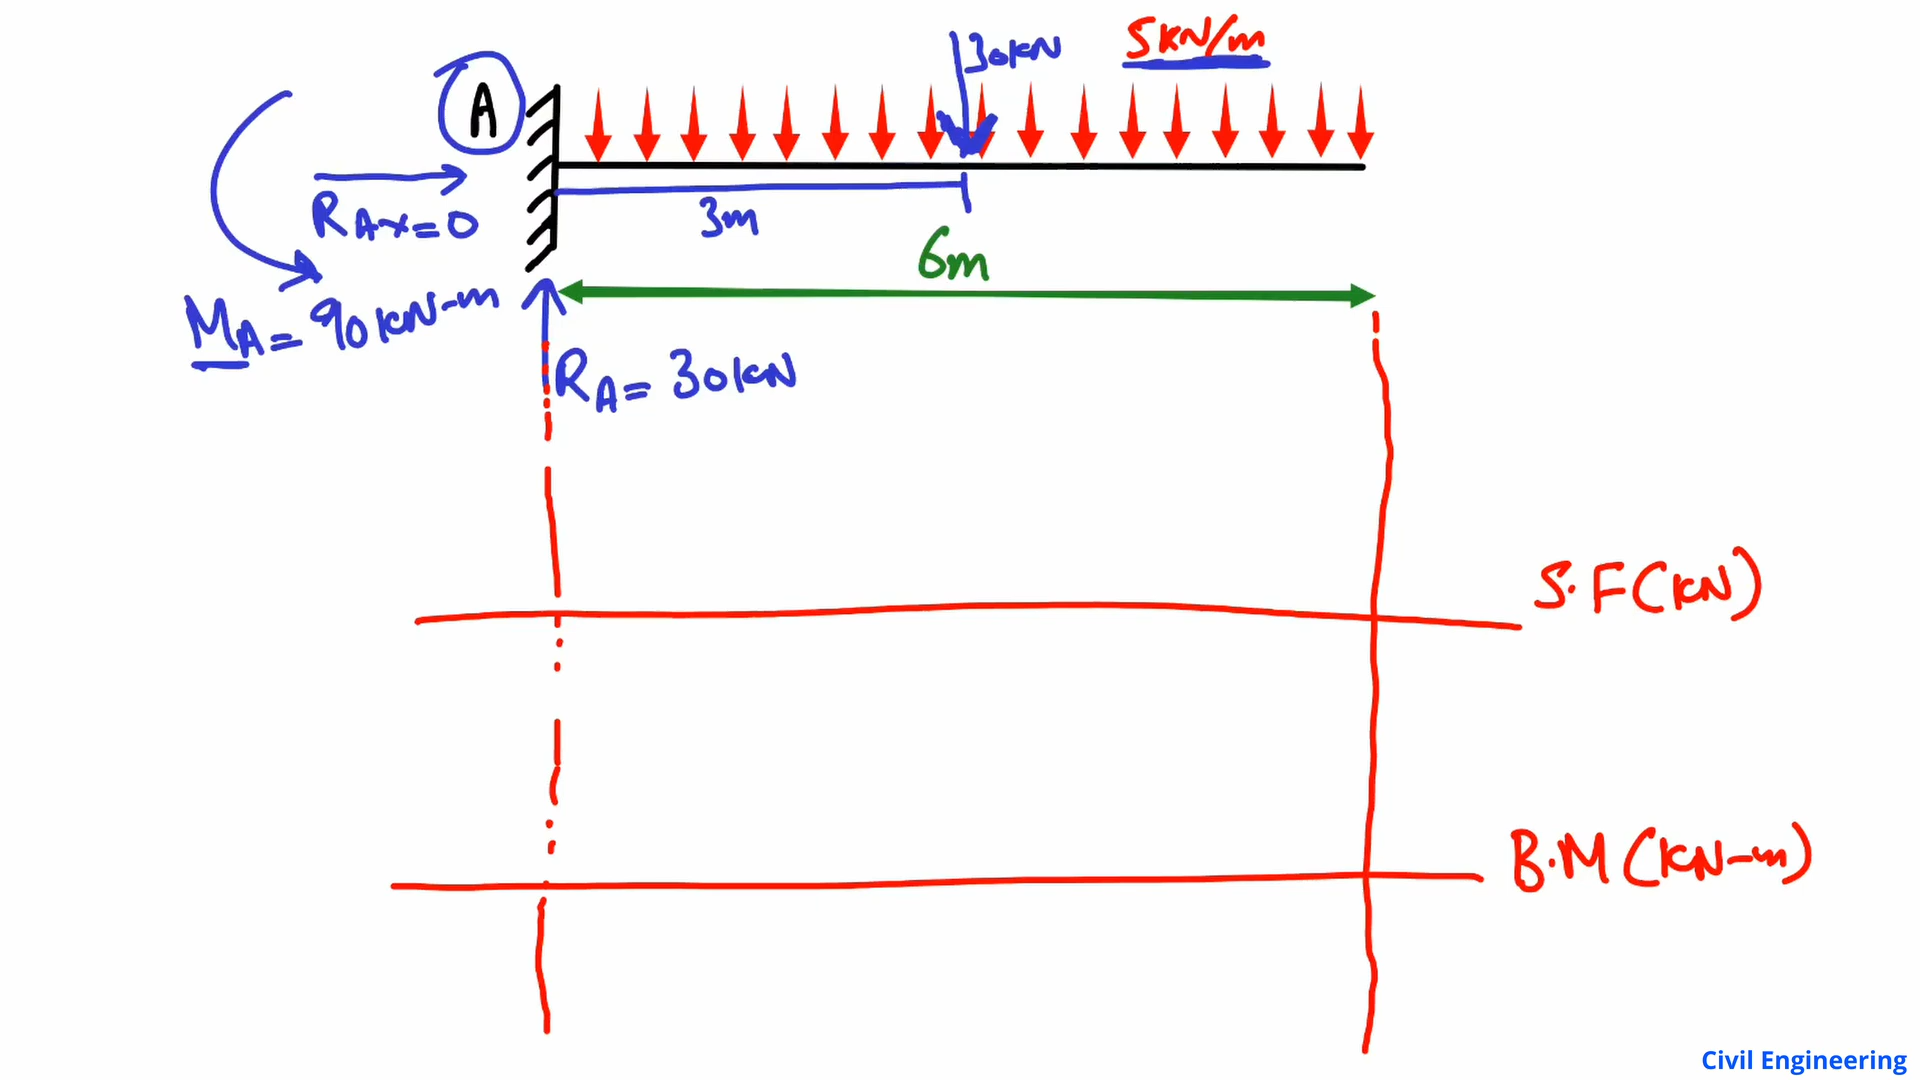 5kN/m
30kN
A
RAx=0
3m
6m
MA=90kN-m
RA=30kN
S.F(kN)
B.M(kN-m)
Civil Engineering